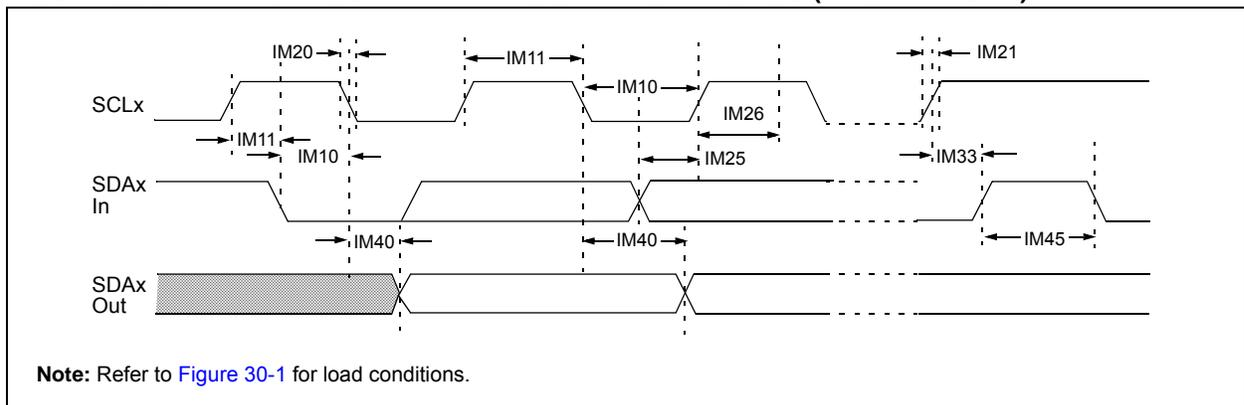 IM20
IM11
IM21
IM10
SCLx
IM26
IM11
IM10
IM25
IM33
SDAx
In
IM40
IM40
IM45
SDAx
Out
Note: Refer to Figure 30-1 for load conditions.